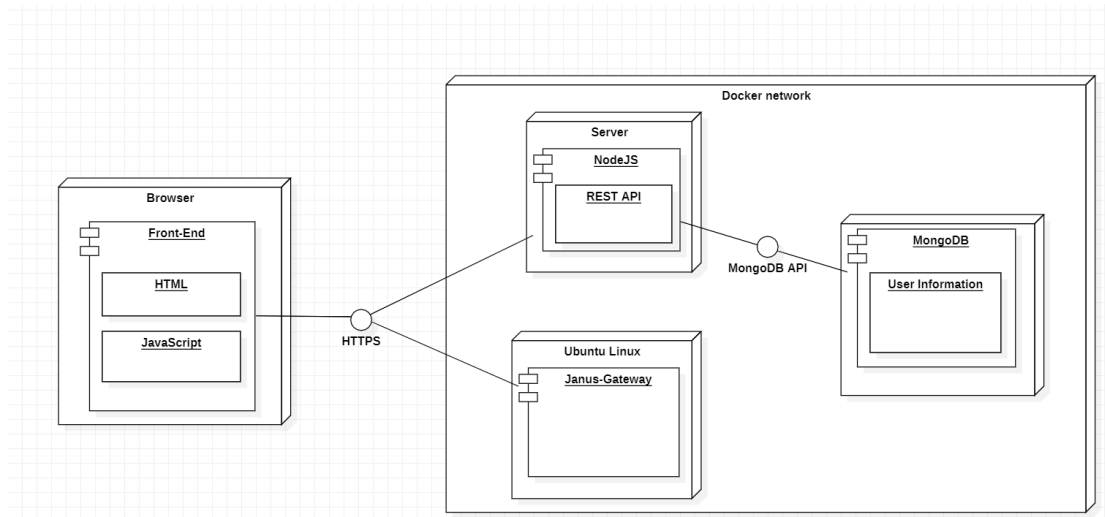 Docker network
Server
NodeJS
REST API
Browser
Front-End
HTML
JavaScript
HTTPS
MongoDB API
MongoDB
User Information
Ubuntu Linux
Janus-Gateway